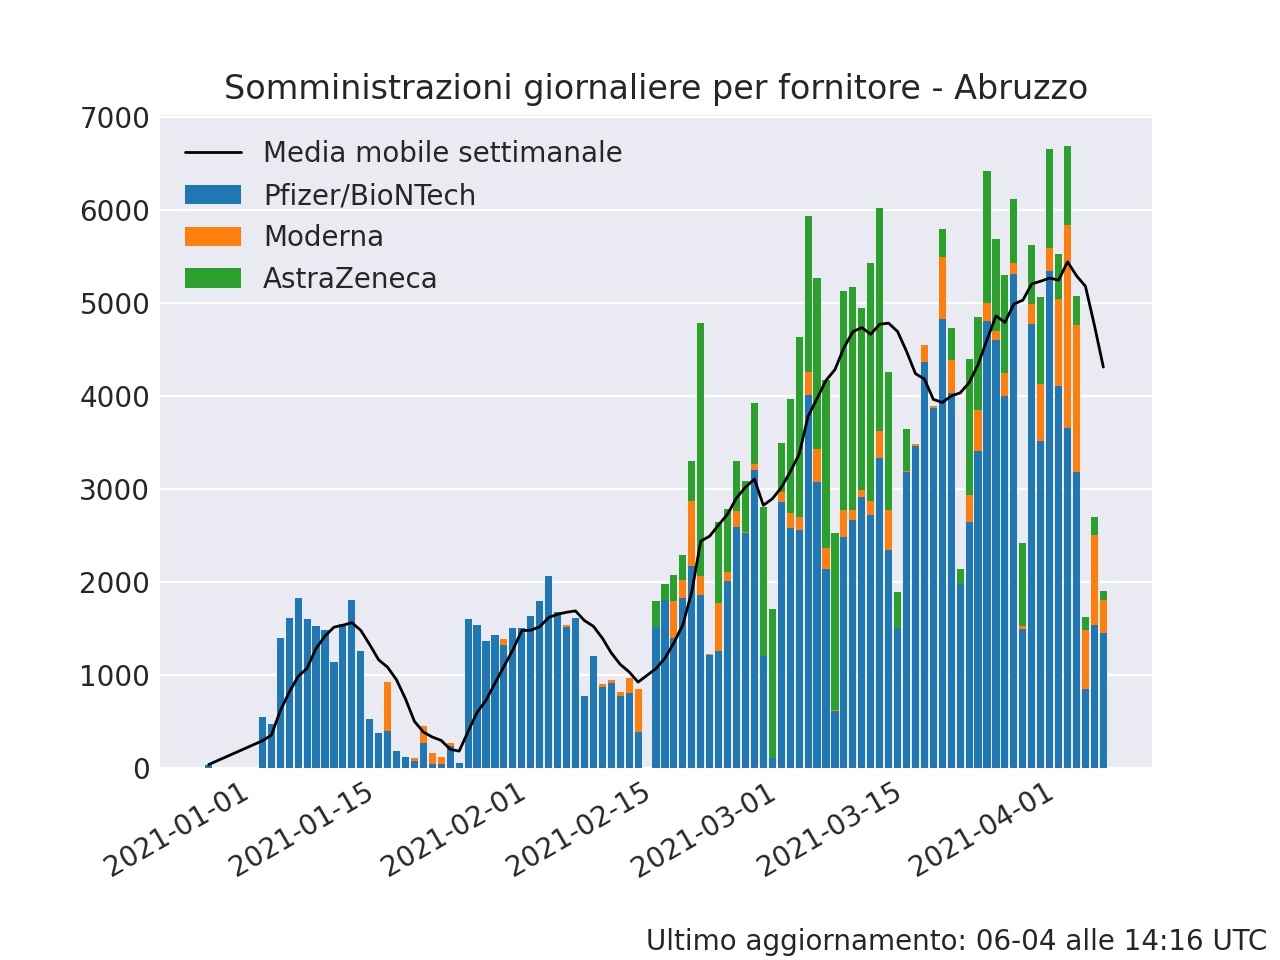 Somministrazioni giornaliere per fornitore - Abruzzo
7000
6000
5000
4000
3000
2000
1000
0
Media mobile settimanale
Pfizer/BioNTech
Moderna
AstraZeneca
2021-01-01
2021-01-15
2021-02-01
2021-02-15
2021-03-01
2021-03-15
2021-04-01
Ultimo aggiornamento: 06-04 alle 14:16 UTC